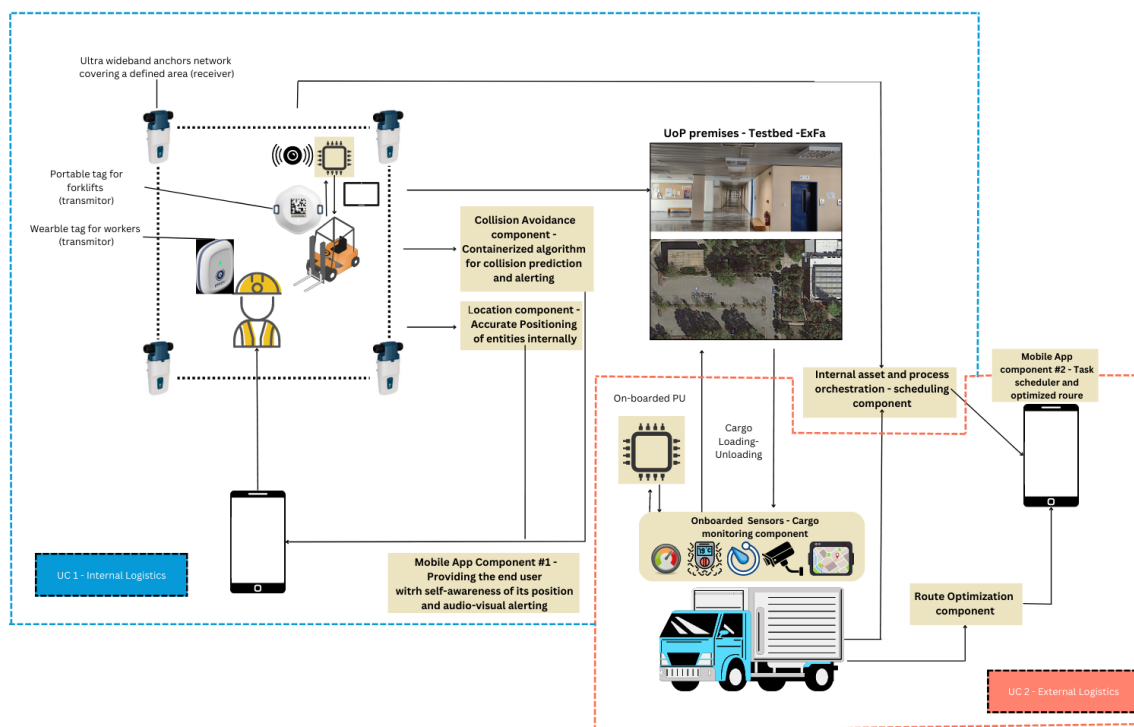 Ultra wideband anchors network
covering a defined area (receiver)
Portable tag for
forklifts
(transmitor)
Wearble tag for workers
(transmitor)
UoP premises - Testbed -ExFa
Collision Avoidance
component -
Containerized algorithm
for collision prediction
and alerting
Location component -
Accurate Positioning
of entities internally
Internal asset and process
orchestration - scheduling
component
Mobile App
component #2 - Task
scheduler and
optimized route
On-boarded PU
Cargo
Loading-
Unloading
Onboarded Sensors - Cargo
monitoring component
19 °C
UC 1 - Internal Logistics
Mobile App Component #1 -
Providing the end user
witrh self-awareness of its position
and audio-visual alerting
Route Optimization
component
UC 2 - External Logistics